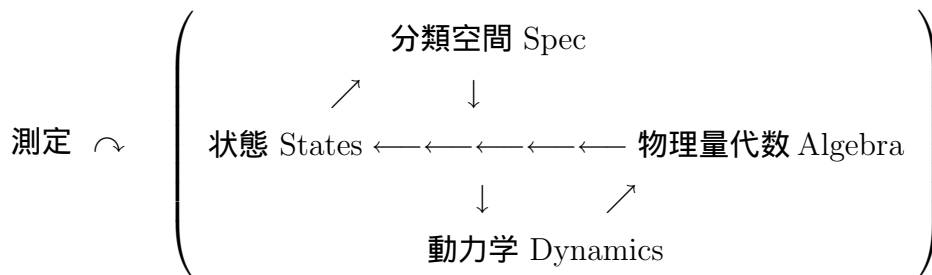 分類空間 Spec
↗ ↓
測定 ↷ 状態 States ←←←←← 物理量代数 Algebra
↓ ↗
動力学 Dynamics